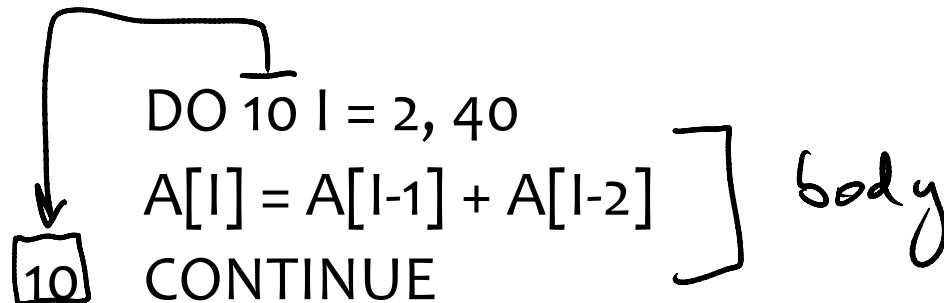 DO 10 I = 2, 40
A[I] = A[I-1] + A[I-2]
10 CONTINUE
body